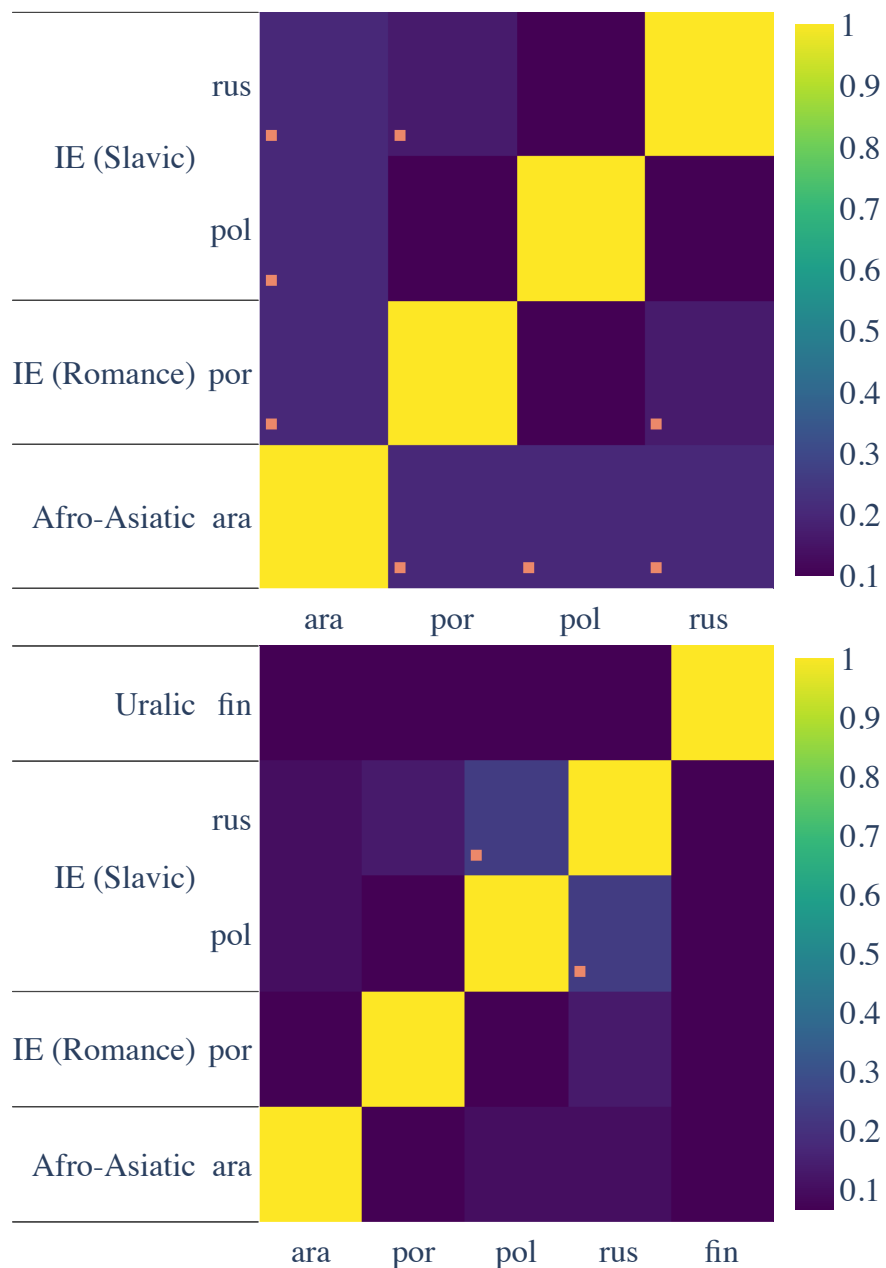 rus
IE (Slavic)
pol
IE (Romance) por
Afro-Asiatic ara
ara por pol rus
1
0.9
0.8
0.7
0.6
0.5
0.4
0.3
0.2
0.1
Uralic fin
rus
IE (Slavic)
pol
IE (Romance) por
Afro-Asiatic ara
ara por pol rus fin
1
0.9
0.8
0.7
0.6
0.5
0.4
0.3
0.2
0.1